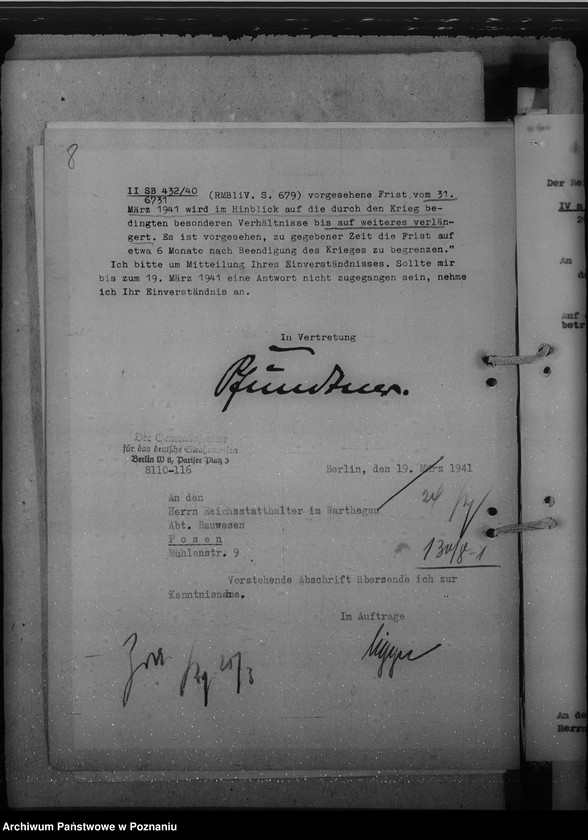 8
II SB 432/40
6731 (RMBliV. S. 679) vorgesehene Frist vom 31.
März 1941 wird im Hinblick auf die durch den Krieg be-
dingten besonderen Verhältnisse bis auf weiteres verlän-
gert. Es ist vorgesehen, zu gegebener Zeit die Frist auf
etwa 6 Monate nach Beendigung des Krieges zu begrenzen."
Ich bitte um Mitteilung Ihres Einverständnisses. Sollte mir
bis zum 19. März 1941 eine Antwort nicht zugegangen sein, nehme
ich Ihr Einverständnis an.
In Vertretung
Pfundtner.
Der Generalinspektor
für das deutsche Straßenwesen
Berlin W 8, Pariser Platz 3
8110-116
Berlin, den 19. März 1941
An den
Herrn Reichsstatthalter im Warthegau
Abt. Bauwesen
Posen
Mühlenstr. 9
Vorstehende Abschrift übersende ich zur
Kenntnisnahme.
Im Auftrage
Der Rei
IV a
An
de
Auf
betr
An de
Herrn
Archiwum Państwowe w Poznaniu